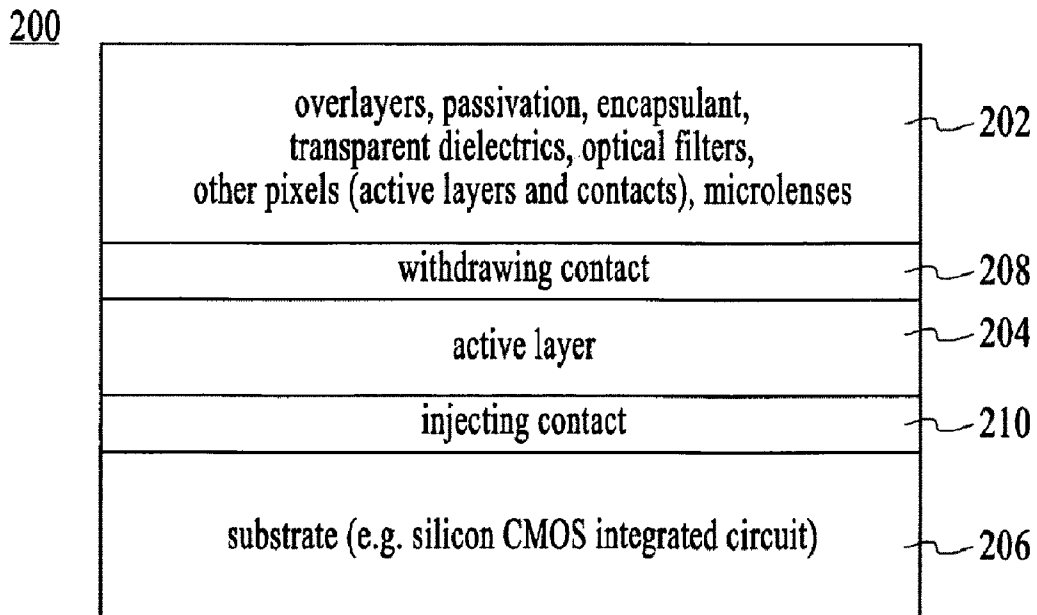 200
overlayers, passivation, encapsulant,
transparent dielectrics, optical filters,
other pixels (active layers and contacts), microlenses
202
withdrawing contact
208
active layer
204
injecting contact
210
substrate (e.g. silicon CMOS integrated circuit)
206